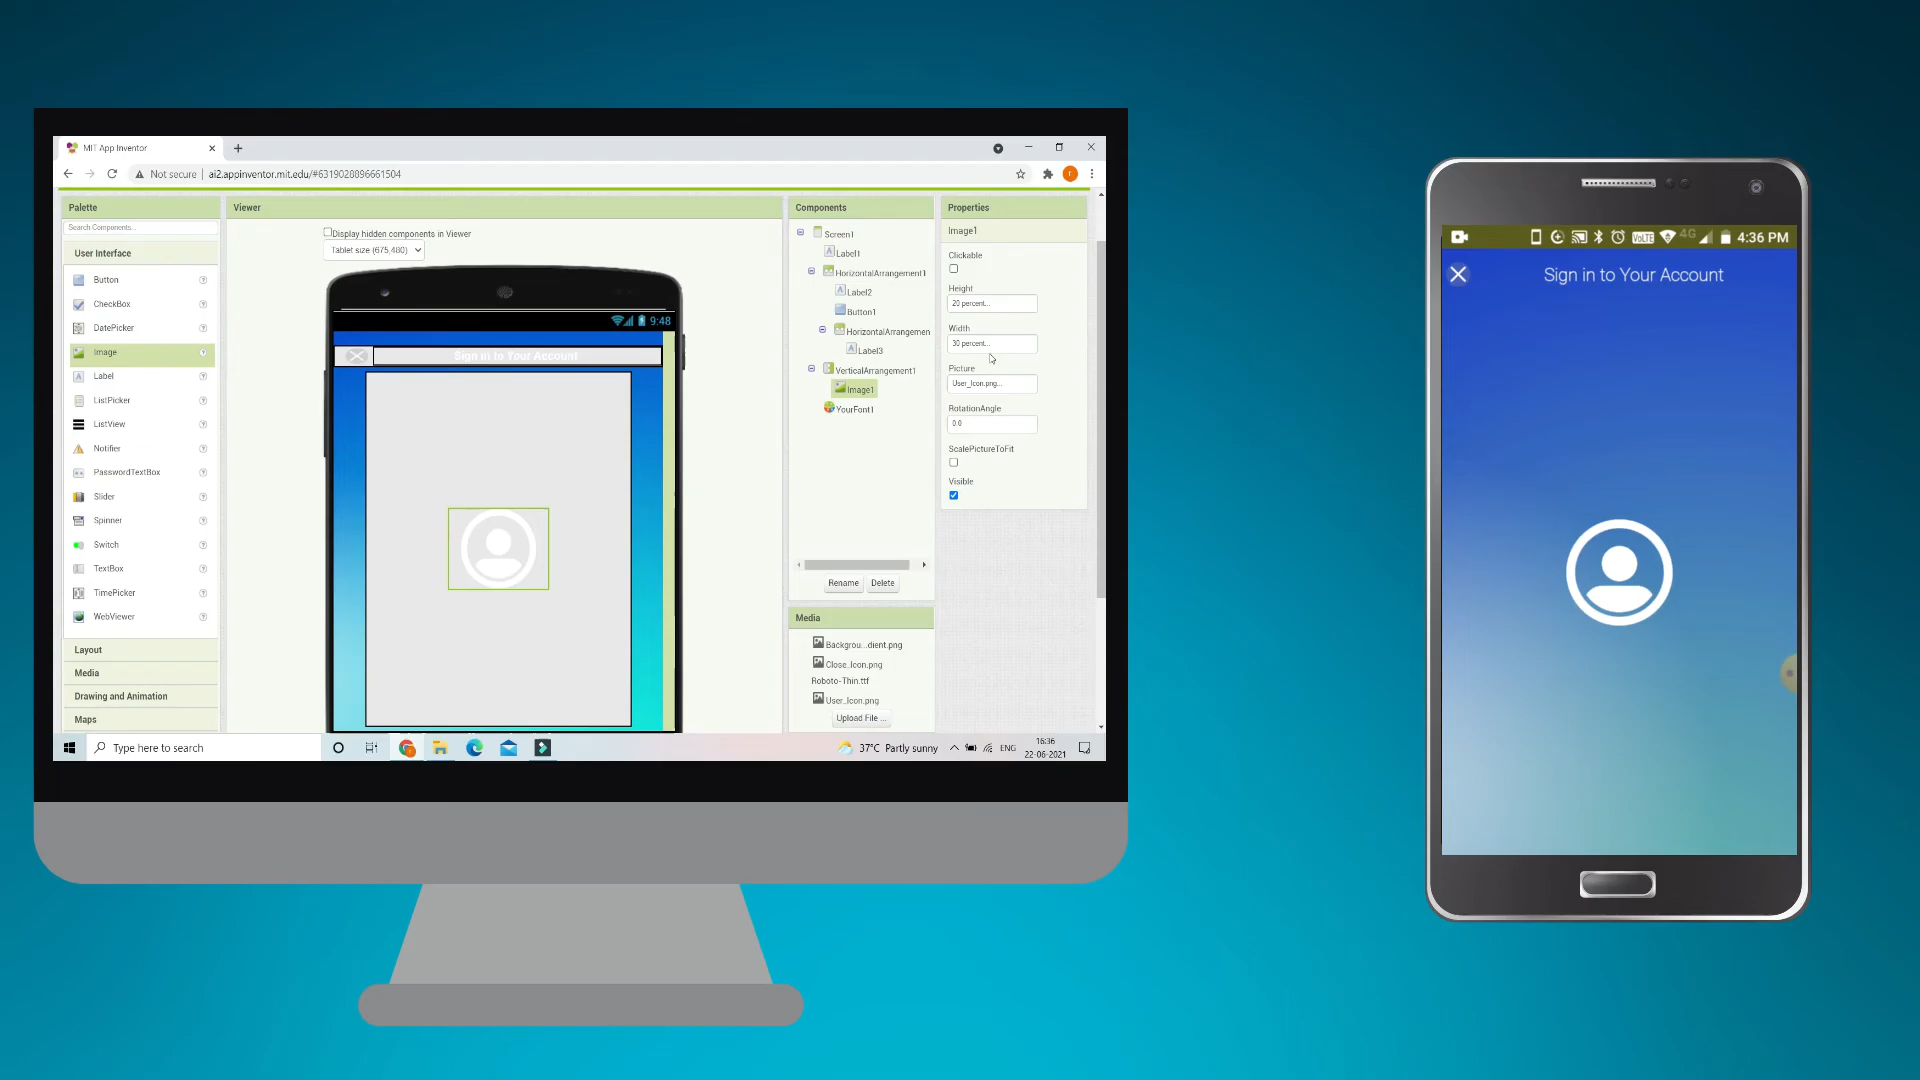 MIT App Inventor
Not secure ai2.appinventor.mit.edu/#6319028896661504
Palette
Search Components...
User Interface
Button
CheckBox
DatePicker
Image
Label
ListPicker
ListView
Notifier
PasswordTextBox
Slider
Spinner
Switch
TextBox
TimePicker
WebViewer
Layout
Media
Drawing and Animation
Maps
Viewer
Display hidden components in Viewer
Tablet size (675,480)
9:48
Sign in to Your Account
Components
Screen1
Label1
HorizontalArrangement1
Label2
Button1
HorizontalArrangemen
Label3
VerticalArrangement1
Image1
YourFont1
Rename Delete
Media
Backgrou...dient.png
Close_Icon.png
Roboto-Thin.ttf
User_Icon.png
Upload File ...
Properties
Image1
Clickable
Height
20 percent...
Width
30 percent...
Picture
User_Icon.png...
RotationAngle
0.0
ScalePictureToFit
Visible
Type here to search
37°C Partly sunny
ENG
16:36
22-06-2021
VoLTE 4G 4:36 PM
Sign in to Your Account